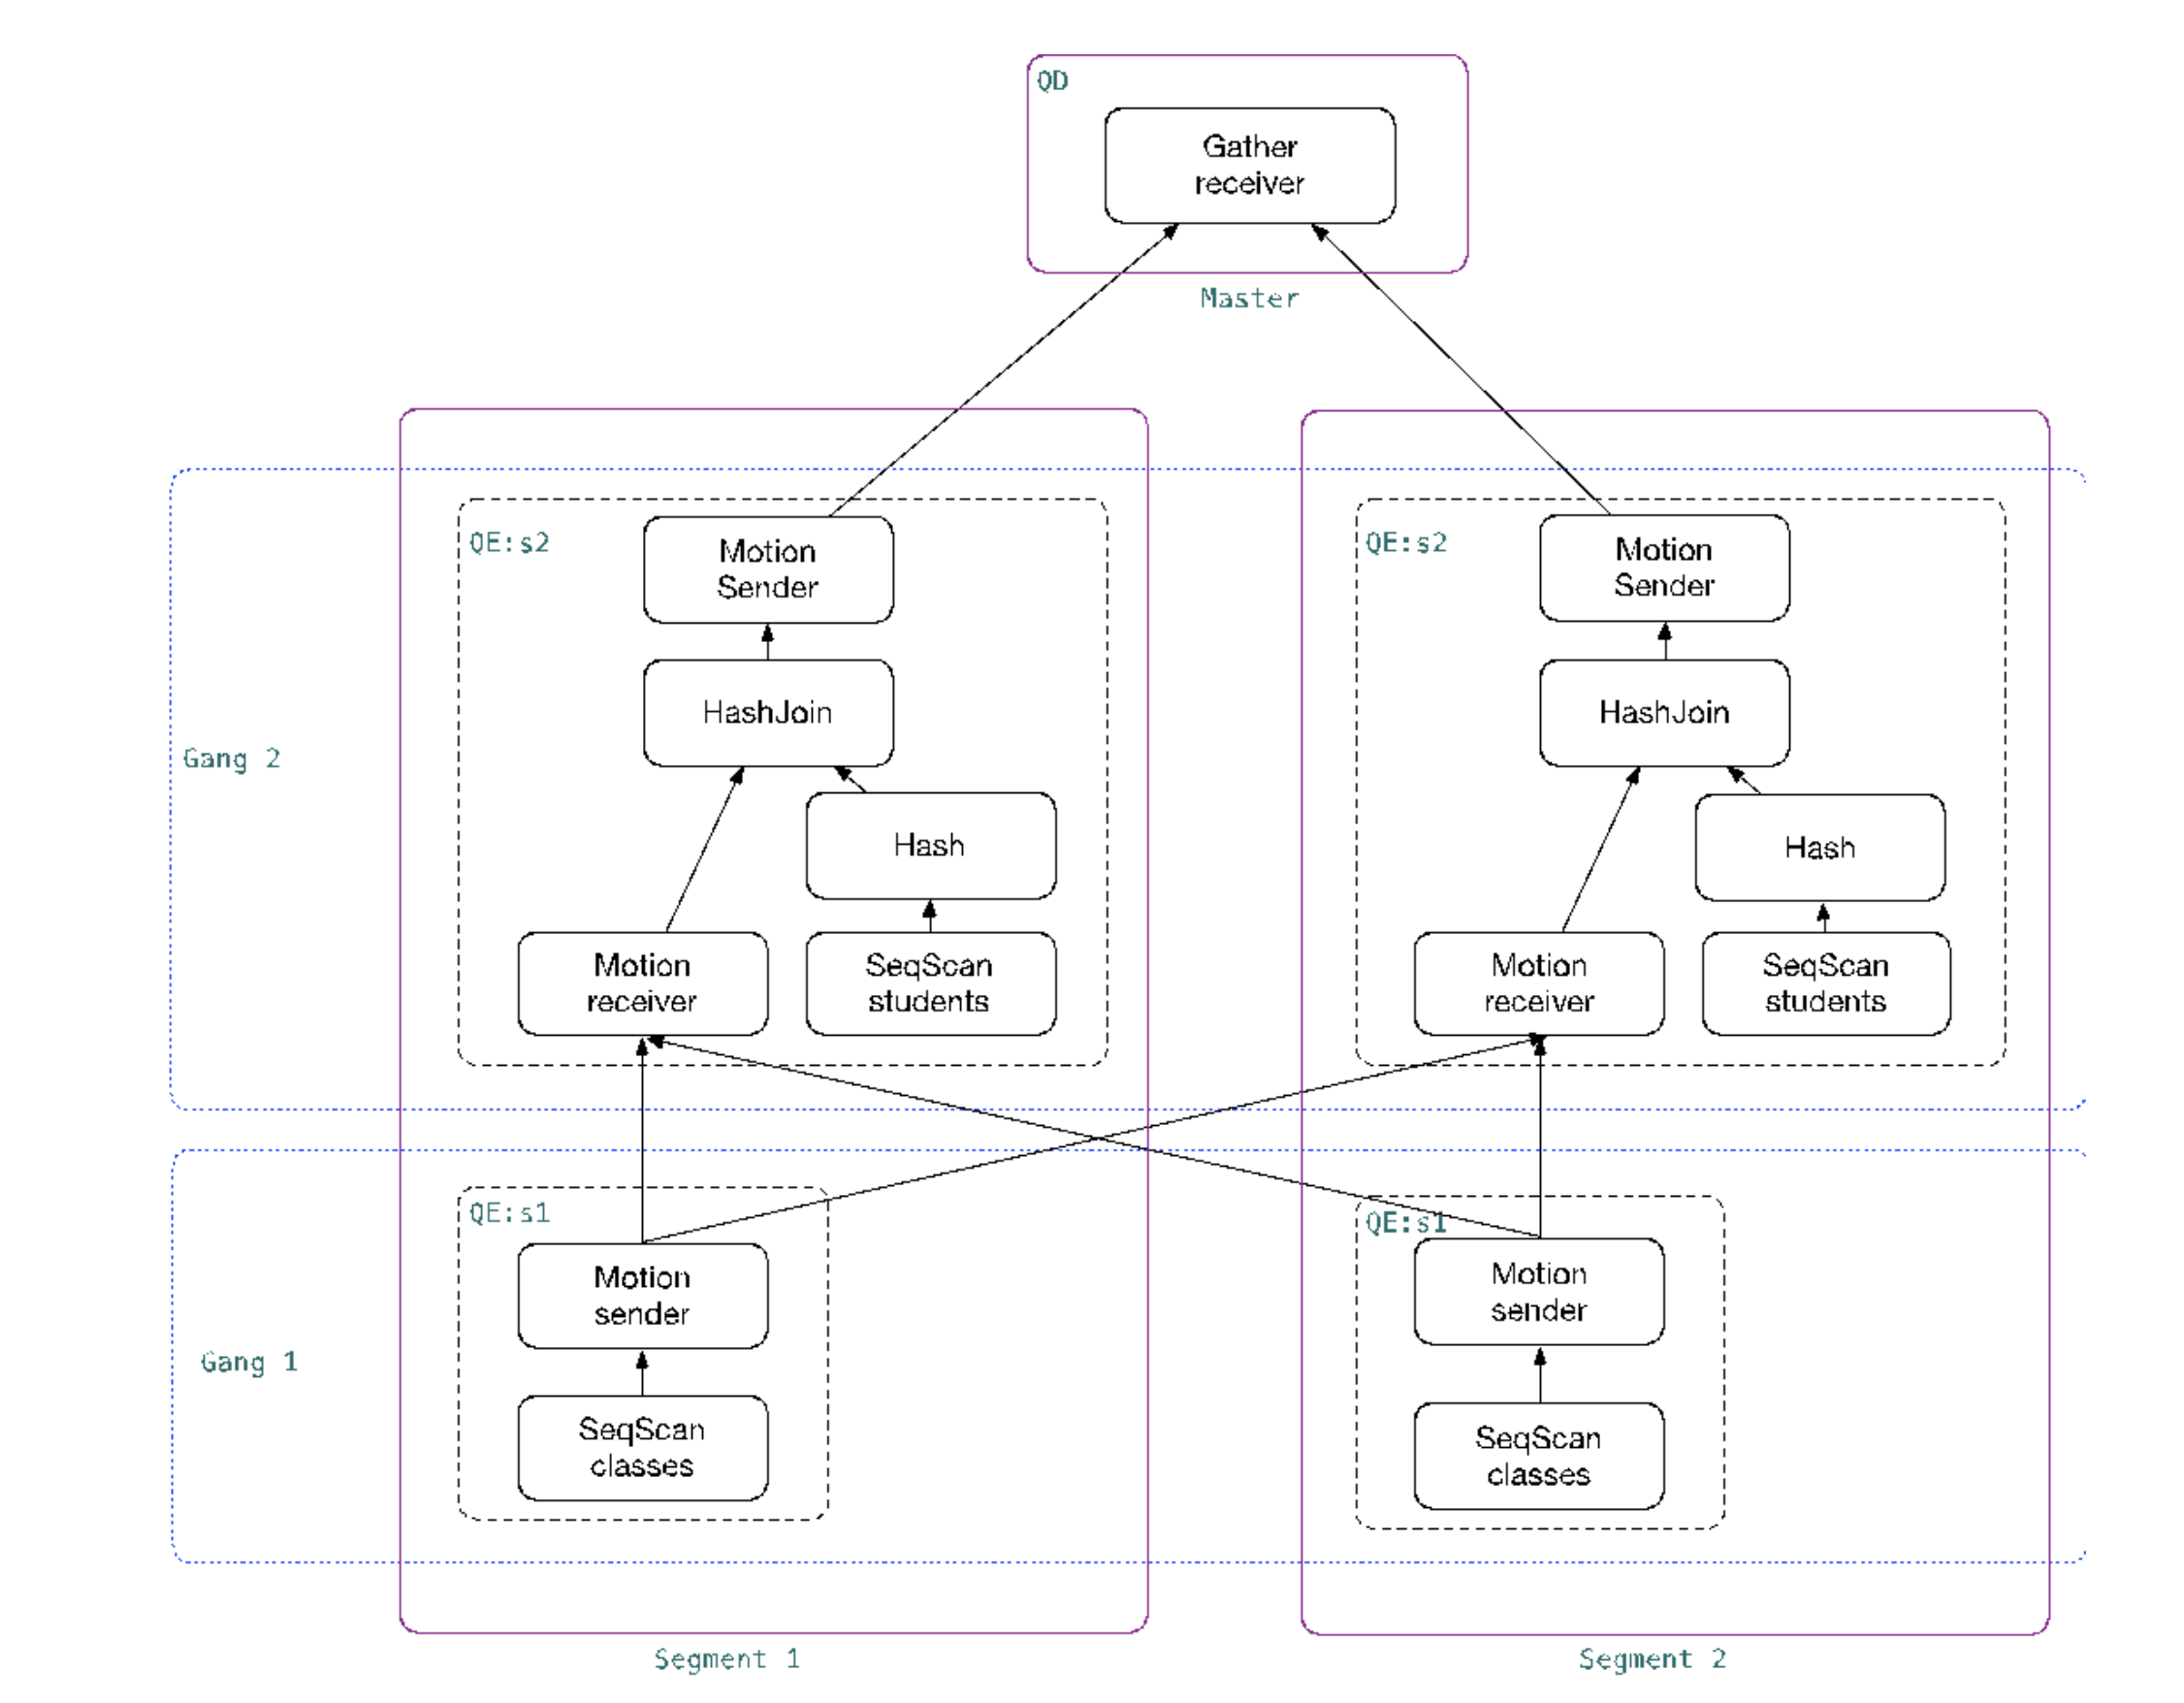 QD
Gather
receiver
Master
QE:s2
Motion
Sender
HashJoin
Hash
Motion
receiver
SeqScan
students
QE:s2
Motion
Sender
HashJoin
Hash
Motion
receiver
SeqScan
students
Gang 2
QE:s1
Motion
sender
SeqScan
classes
QE:s1
Motion
sender
SeqScan
classes
Gang 1
Segment 1
Segment 2